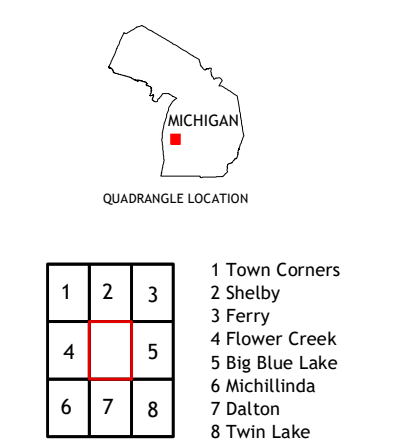 MICHIGAN
QUADRANGLE LOCATION
1 2 3
4 5
6 7 8
1 Town Corners
2 Shelby
3 Ferry
4 Flower Creek
5 Big Blue Lake
6 Michillinda
7 Dalton
8 Twin Lake